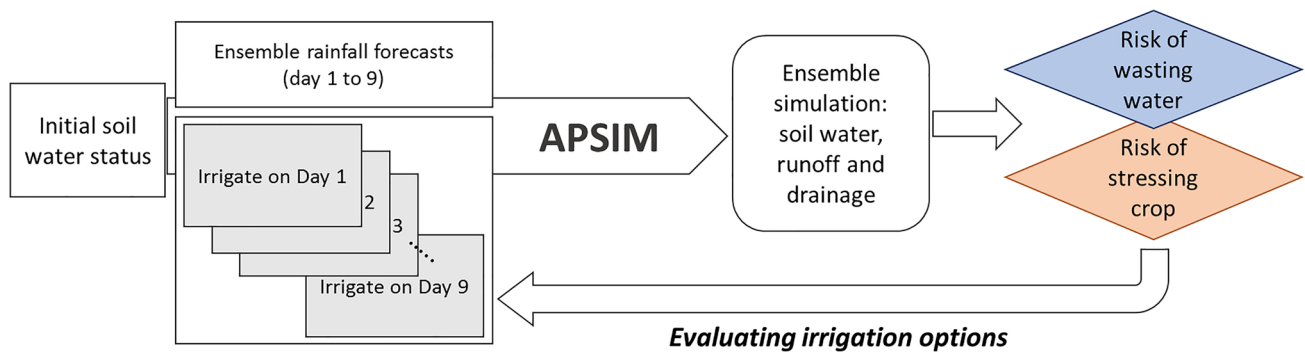 Initial soil
water status
Ensemble rainfall forecasts
(day 1 to 9)
Irrigate on Day 1
2
3
Irrigate on Day 9
APSIM
Ensemble
simulation:
soil water,
runoff and
drainage
Risk of
wasting
water
Risk of
stressing
crop
Evaluating irrigation options